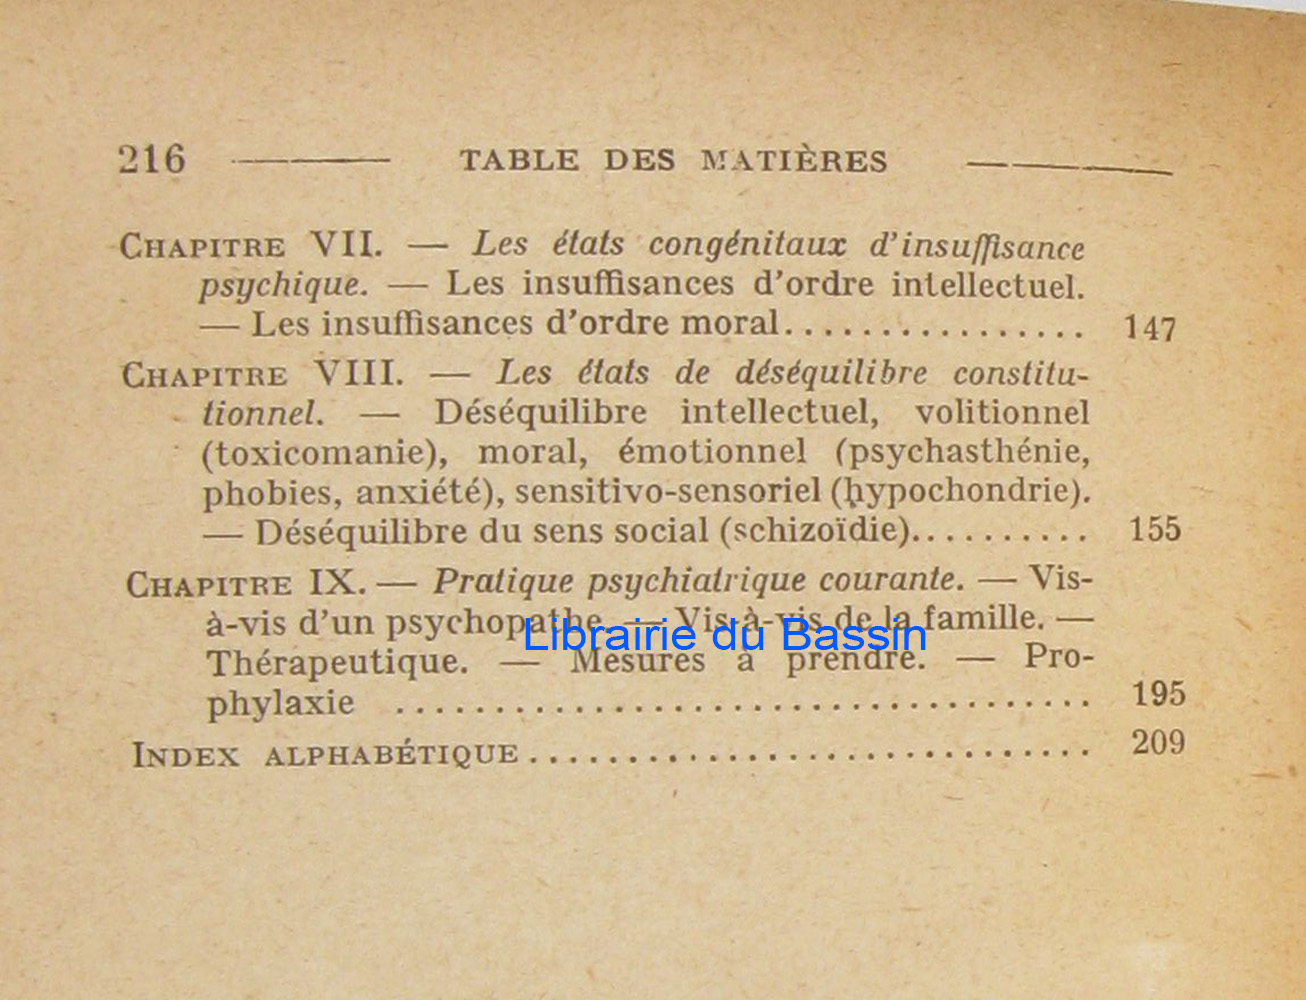 216 TABLE DES MATIÈRES
CHAPITRE VII. — Les états congénitaux d'insuffisance
psychique. — Les insuffisances d'ordre intellectuel.
— Les insuffisances d'ordre moral................ 147
CHAPITRE VIII. — Les états de déséquilibre constitu-
tionnel. — Déséquilibre intellectuel, volitionnel
(toxicomanie), moral, émotionnel (psychasthénie,
phobies, anxiété), sensitivo-sensoriel (hypochondrie).
— Déséquilibre du sens social (schizoïdie).......... 155
CHAPITRE IX. — Pratique psychiatrique courante. — Vis-
à-vis d'un psychopathe. — Vis-à-vis de la famille. —
Librairie du Bassin
Thérapeutique. — Mesures à prendre. — Pro-
phylaxie .................................... 195
INDEX ALPHABÉTIQUE............................. 209